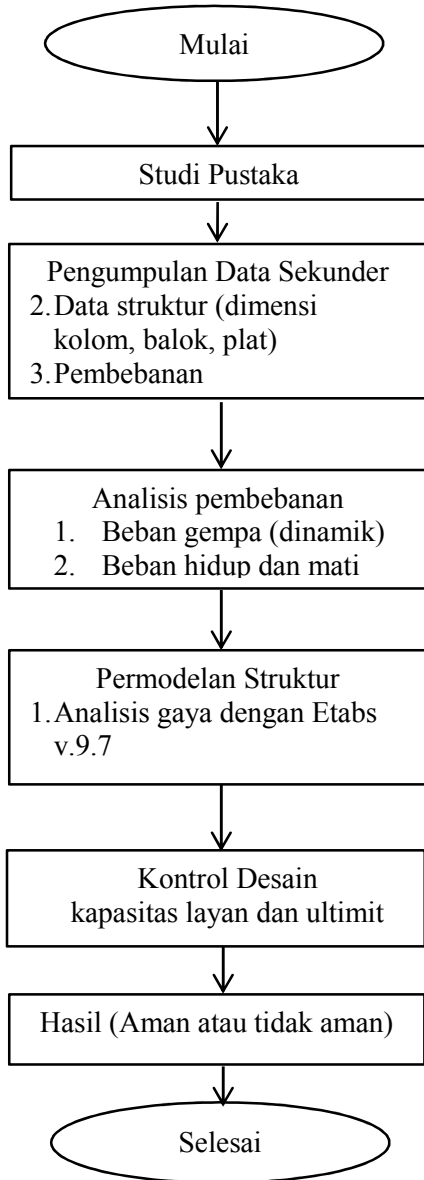 Mulai
Studi Pustaka
Pengumpulan Data Sekunder
2. Data struktur (dimensi
kolom, balok, plat)
3. Pembebanan
Analisis pembebanan
1. Beban gempa (dinamik)
2. Beban hidup dan mati
Permodelan Struktur
1. Analisis gaya dengan Etabs
v.9.7
Kontrol Desain
kapasitas layan dan ultimit
Hasil (Aman atau tidak aman)
Selesai